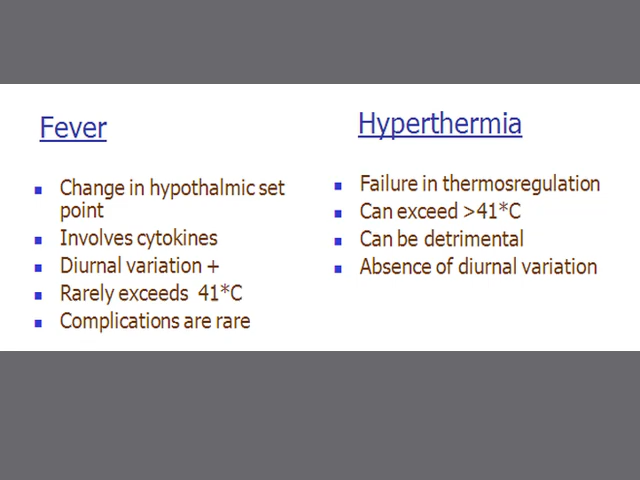 Fever
Change in hypothalmic set
point
Involves cytokines
Diurnal variation +
Rarely exceeds 41*C
Complications are rare
Hyperthermia
Failure in thermosregulation
Can exceed >41*C
Can be detrimental
Absence of diurnal variation